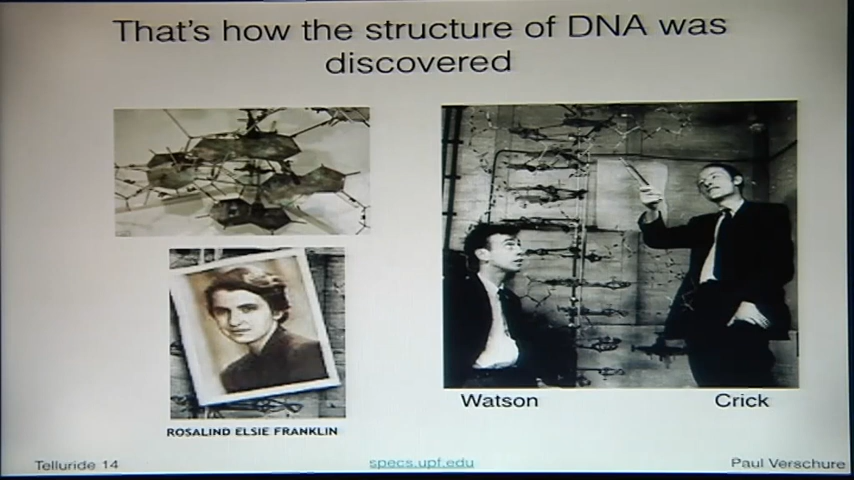 That's how the structure of DNA was
discovered
Watson
Crick
ROSALIND ELSIE FRANKLIN
Telluride 14
specs.upf.edu
Paul Verschure